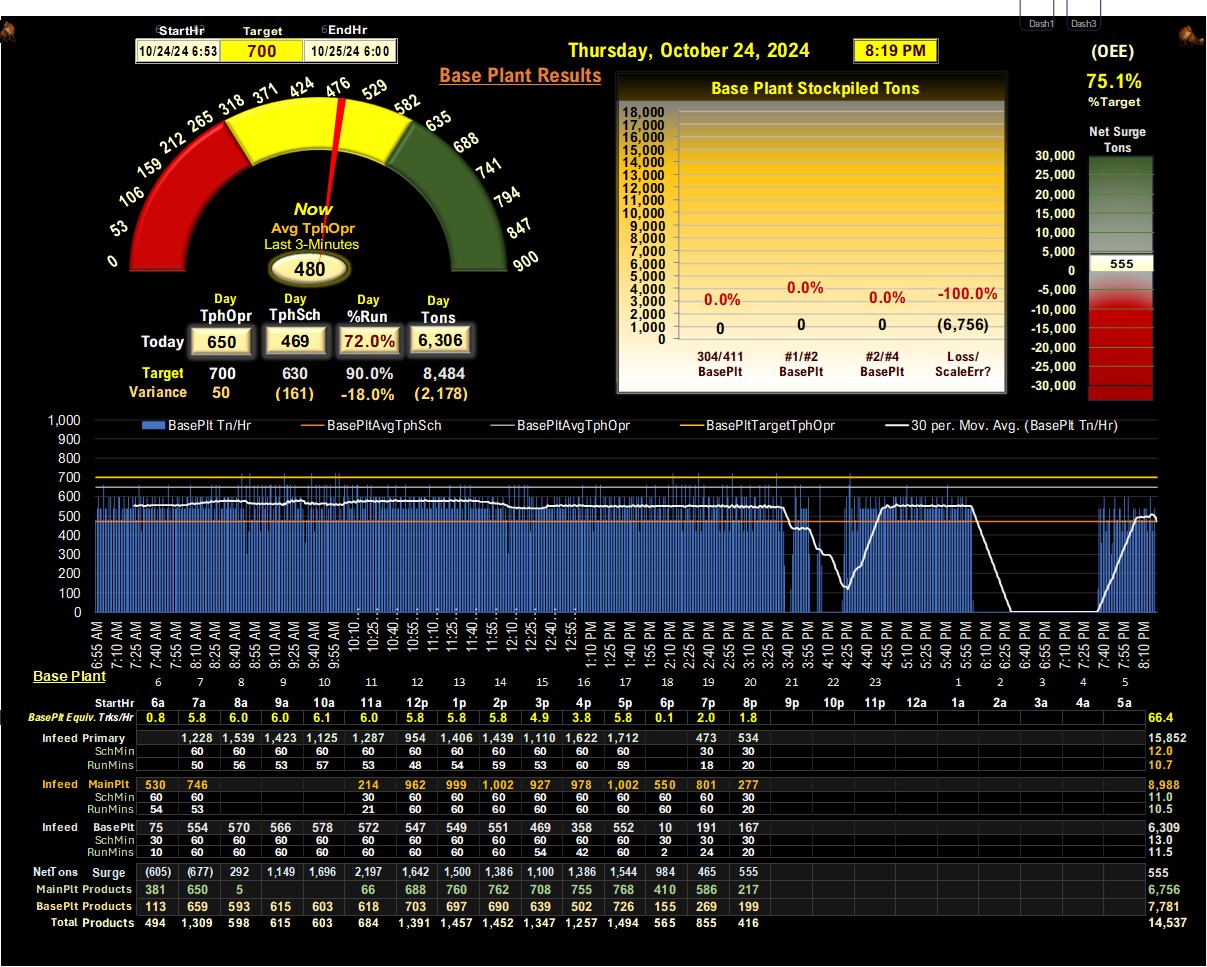 Dash1 Dash3
StartHr Target EndHr
10/24/24 6:53 700 10/25/24 6:00
Thursday, October 24, 2024 8:19 PM
(OEE)
75.1%
%Target
Base Plant Results
Base Plant Stockpiled Tons
Net Surge
Tons
0 53 106 159 212 265 318 371 424 476 529 582 635 688 741 794 847 900
Now
Avg TphOpr
Last 3-Minutes
480
18,000
17,000
16,000
15,000
14,000
13,000
12,000
11,000
10,000
9,000
8,000
7,000
6,000
5,000
4,000
3,000
2,000
1,000
0
0.0% 0.0% 0.0% -100.0%
0 0 0 (6,756)
304/411 #1/#2 #2/#4 Loss/
BasePlt BasePlt BasePlt ScaleErr?
30,000
25,000
20,000
15,000
10,000
5,000
0
-5,000
-10,000
-15,000
-20,000
-25,000
-30,000
555
Day Day Day Day
TphOpr TphSch %Run Tons
Today 650 469 72.0% 6,306
Target 700 630 90.0% 8,484
Variance 50 (161) -18.0% (2,178)
BasePlt Tn/Hr BasePltAvgTphSch BasePltAvgTphOpr BasePltTargetTphOpr 30 per. Mov. Avg. (BasePlt Tn/Hr)
1,000
900
800
700
600
500
400
300
200
100
0
6:55 AM 7:10 AM 7:25 AM 7:40 AM 7:55 AM 8:10 AM 8:25 AM 8:40 AM 8:55 AM 9:10 AM 9:25 AM 9:40 AM 9:55 AM 10:10… 10:25… 10:40… 10:55… 11:10… 11:25… 11:40… 11:55… 12:10… 12:25… 12:40… 12:55… 1:10 PM 1:25 PM 1:40 PM 1:55 PM 2:10 PM 2:25 PM 2:40 PM 2:55 PM 3:10 PM 3:25 PM 3:40 PM 3:55 PM 4:10 PM 4:25 PM 4:40 PM 4:55 PM 5:10 PM 5:25 PM 5:40 PM 5:55 PM 6:10 PM 6:25 PM 6:40 PM 6:55 PM 7:10 PM 7:25 PM 7:40 PM 7:55 PM 8:10 PM
Base Plant
6 7 8 9 10 11 12 13 14 15 16 17 18 19 20 21 22 23 1 2 3 4 5
StartHr 6a 7a 8a 9a 10a 11a 12p 1p 2p 3p 4p 5p 6p 7p 8p 9p 10p 11p 12a 1a 2a 3a 4a 5a
BasePlt Equiv. Trks/Hr 0.8 5.8 6.0 6.0 6.1 6.0 5.8 5.8 5.8 4.9 3.8 5.8 0.1 2.0 1.8 66.4
Infeed Primary 1,228 1,539 1,423 1,125 1,287 954 1,406 1,439 1,110 1,622 1,712 473 534 15,852
SchMin 60 60 60 60 60 60 60 60 60 60 60 30 30 12.0
RunMins 50 56 53 57 53 48 54 59 53 60 59 18 20 10.7
Infeed MainPlt 530 746 214 962 999 1,002 927 978 1,002 550 801 277 8,988
SchMin 60 60 30 60 60 60 60 60 60 60 60 30 11.0
RunMins 54 53 21 60 60 60 60 60 60 60 60 20 10.5
Infeed BasePlt 75 554 570 566 578 572 547 549 551 469 358 552 10 191 167 6,309
SchMin 30 60 60 60 60 60 60 60 60 60 60 60 30 30 30 13.0
RunMins 10 60 60 60 60 60 60 60 60 54 42 60 2 24 20 11.5
NetTons Surge (605) (677) 292 1,149 1,696 2,197 1,642 1,500 1,386 1,100 1,386 1,544 984 465 555 555
MainPlt Products 381 650 5 66 688 760 762 708 755 768 410 586 217 6,756
BasePlt Products 113 659 593 615 603 618 703 697 690 639 502 726 155 269 199 7,781
Total Products 494 1,309 598 615 603 684 1,391 1,457 1,452 1,347 1,257 1,494 565 855 416 14,537